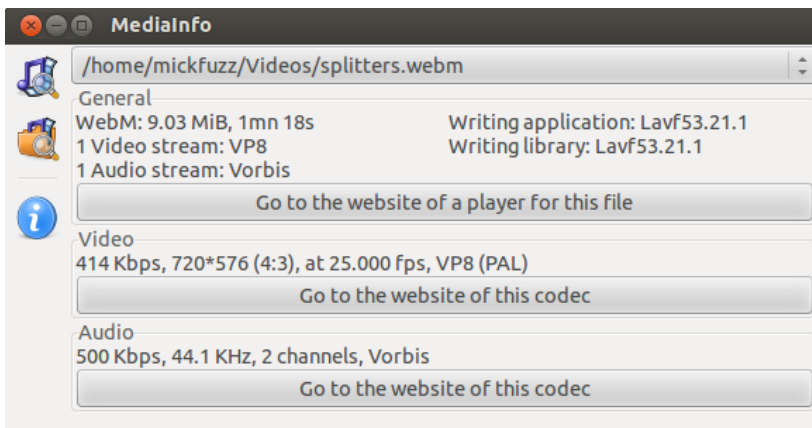 MediaInfo
/home/mickfuzz/Videos/splitters.webm
General
WebM: 9.03 MiB, 1mn 18s
Writing application: Lavf53.21.1
1 Video stream: VP8
Writing library: Lavf53.21.1
1 Audio stream: Vorbis
Go to the website of a player for this file
Video
414 Kbps, 720*576 (4:3), at 25.000 fps, VP8 (PAL)
Go to the website of this codec
Audio
500 Kbps, 44.1 KHz, 2 channels, Vorbis
Go to the website of this codec